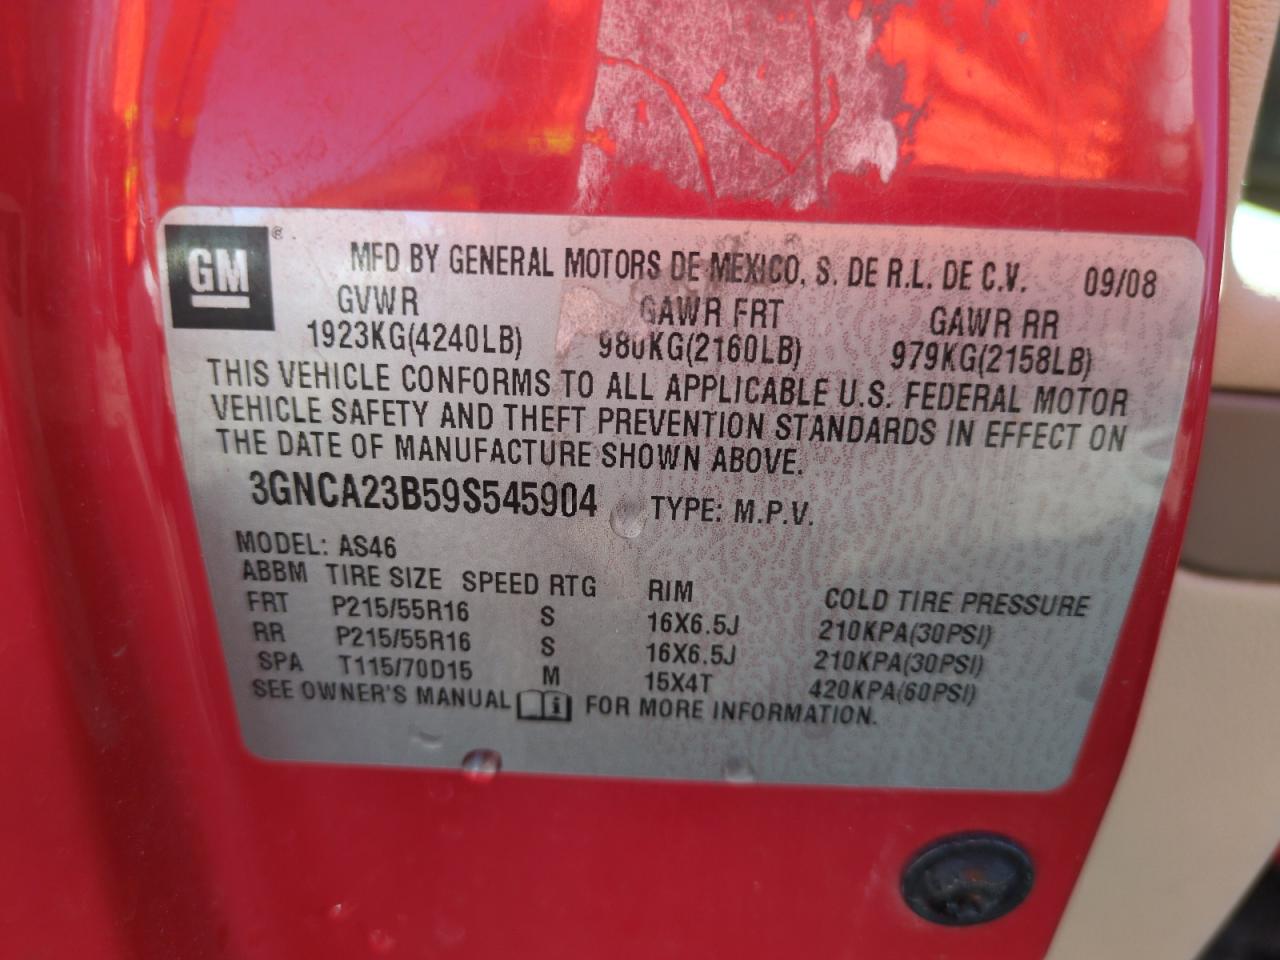 GM ®
MFD BY GENERAL MOTORS DE MEXICO, S. DE R.L. DE C.V. 09/08
GVWR GAWR FRT GAWR RR
1923KG(4240LB) 980KG(2160LB) 979KG(2158LB)
THIS VEHICLE CONFORMS TO ALL APPLICABLE U.S. FEDERAL MOTOR
VEHICLE SAFETY AND THEFT PREVENTION STANDARDS IN EFFECT ON
THE DATE OF MANUFACTURE SHOWN ABOVE.
3GNCA23B59S545904 TYPE: M.P.V.
MODEL: AS46
ABBM TIRE SIZE SPEED RTG RIM COLD TIRE PRESSURE
FRT P215/55R16 S 16X6.5J 210KPA(30PSI)
RR P215/55R16 S 16X6.5J 210KPA(30PSI)
SPA T115/70D15 M 15X4T 420KPA(60PSI)
SEE OWNER'S MANUAL i FOR MORE INFORMATION.